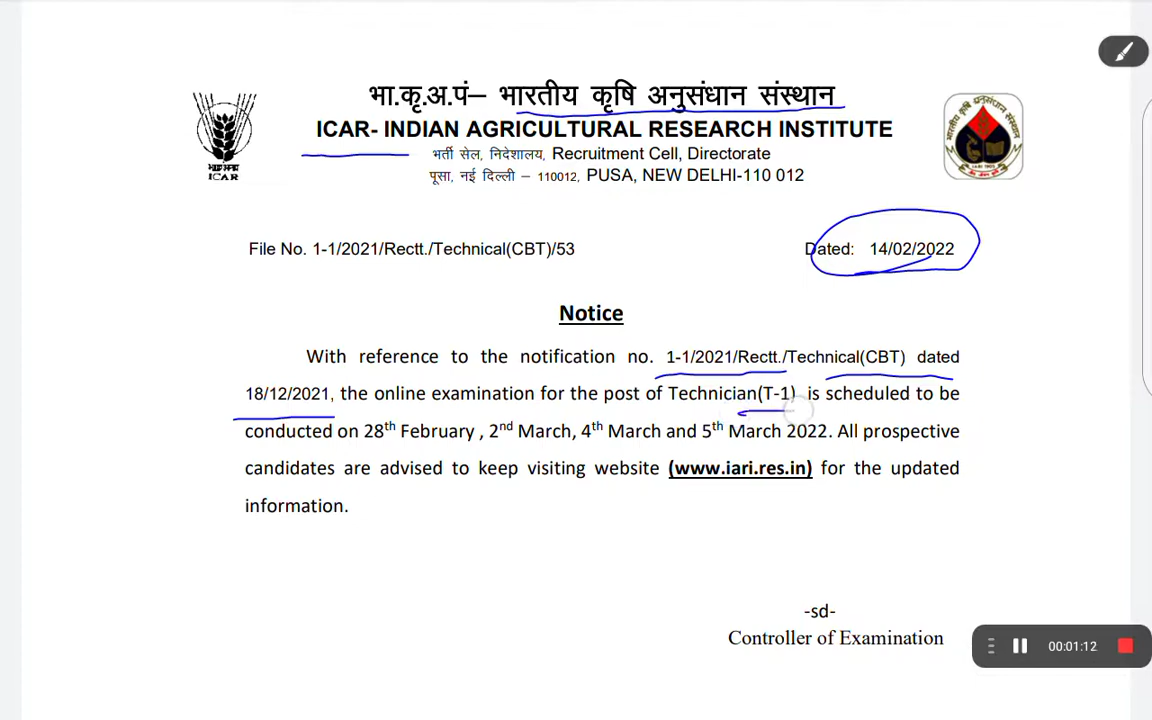 भा.कृ.अ.पं– भारतीय कृषि अनुसंधान संस्थान
ICAR- INDIAN AGRICULTURAL RESEARCH INSTITUTE
भर्ती सेल, निदेशालय, Recruitment Cell, Directorate
पूसा, नई दिल्ली – 110012, PUSA, NEW DELHI-110 012
भाकृअनुप
ICAR
File No. 1-1/2021/Rectt./Technical(CBT)/53 Dated: 14/02/2022
Notice
With reference to the notification no. 1-1/2021/Rectt./Technical(CBT) dated
18/12/2021, the online examination for the post of Technician(T-1) is scheduled to be
conducted on 28th February , 2nd March, 4th March and 5th March 2022. All prospective
candidates are advised to keep visiting website (www.iari.res.in) for the updated
information.
-sd-
Controller of Examination
00:01:12